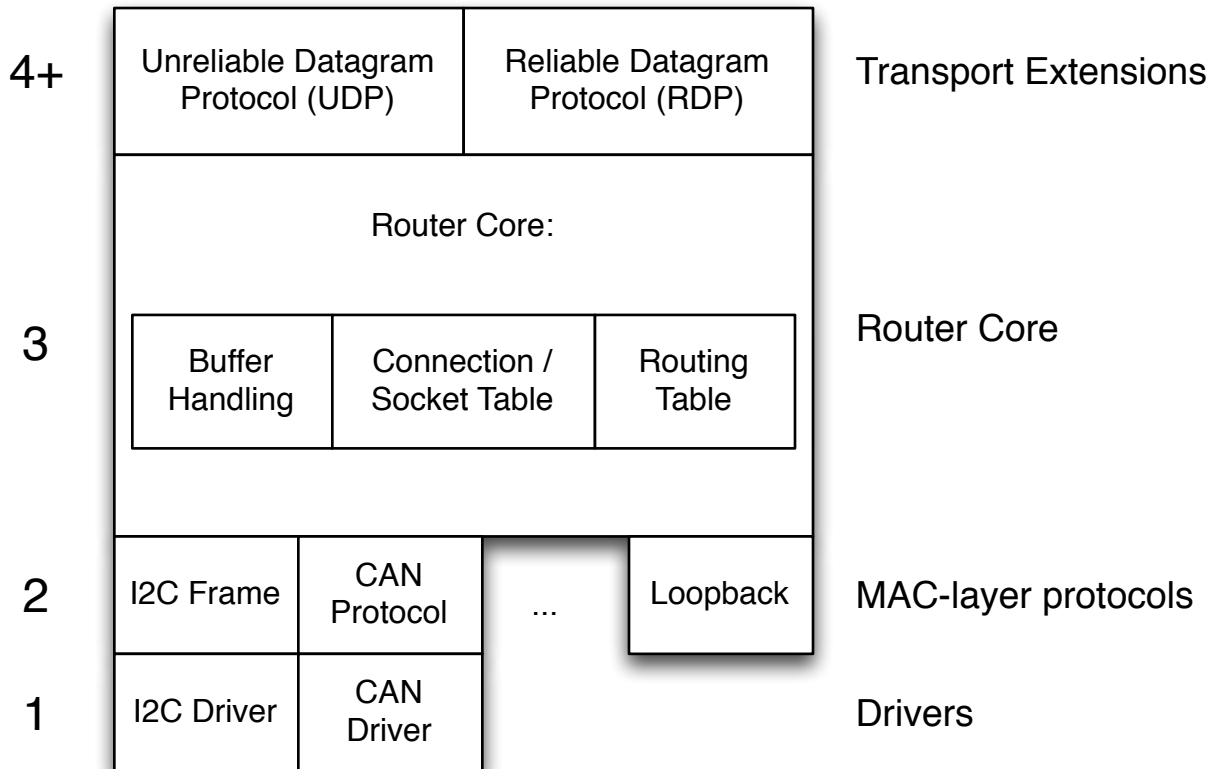 4+
Unreliable Datagram
Protocol (UDP)
Reliable Datagram
Protocol (RDP)
Transport Extensions
Router Core:
3
Buffer
Handling
Connection /
Socket Table
Routing
Table
Router Core
2
I2C Frame
CAN
Protocol
...
Loopback
MAC-layer protocols
1
I2C Driver
CAN
Driver
Drivers